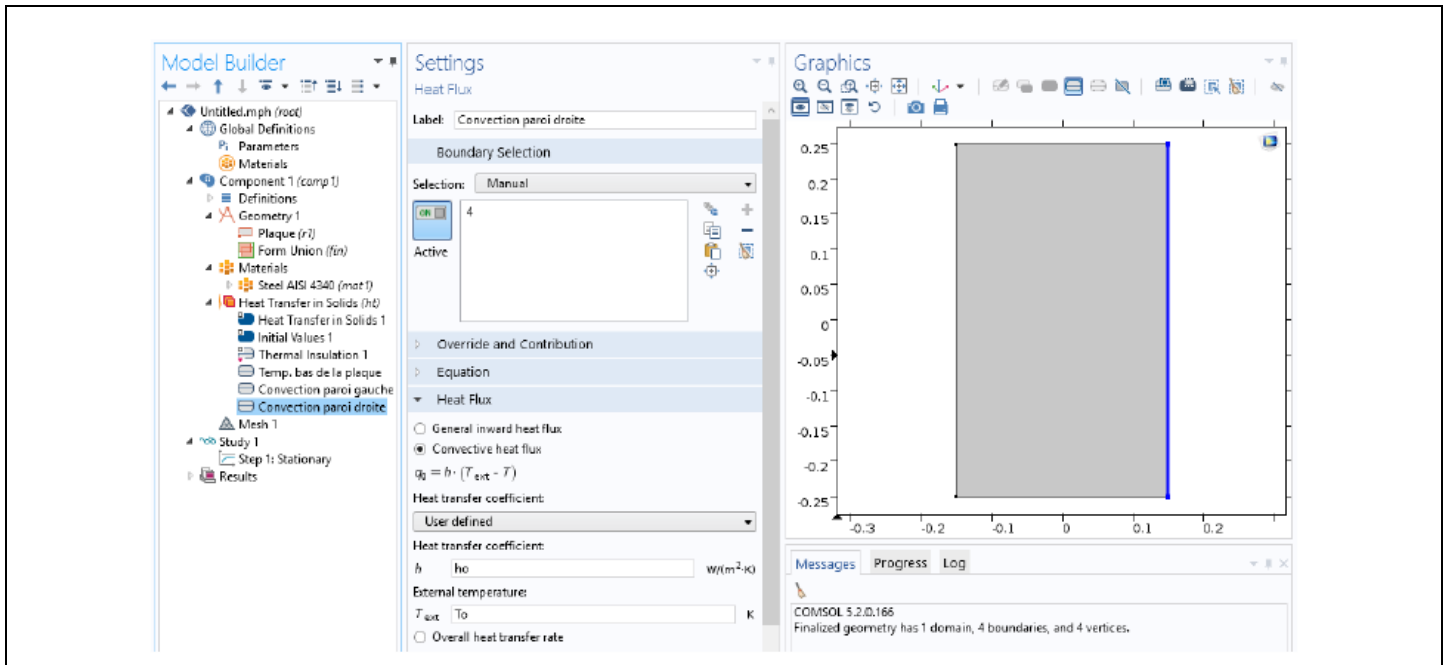 Model Builder
Untitled.mph (root)
Global Definitions
Pi Parameters
Materials
Component 1 (comp1)
Definitions
Geometry 1
Plaque (r1)
Form Union (fin)
Materials
Steel AISI 4340 (mat1)
Heat Transfer in Solids (ht)
Heat Transfer in Solids 1
Initial Values 1
Thermal Insulation 1
Temp. bas de la plaque
Convection paroi gauche
Convection paroi droite
Mesh 1
Study 1
Step 1: Stationary
Results
Settings
Heat Flux
Label: Convection paroi droite
Boundary Selection
Selection: Manual
ON
4
Active
Override and Contribution
Equation
Heat Flux
General inward heat flux
Convective heat flux
q0 = h · (Text - T)
Heat transfer coefficient:
User defined
Heat transfer coefficient:
h ho W/(m²·K)
External temperature:
Text To K
Overall heat transfer rate
Graphics
0.25
0.2
0.15
0.1
0.05
0
-0.05
-0.1
-0.15
-0.2
-0.25
-0.3 -0.2 -0.1 0 0.1 0.2
Messages Progress Log
COMSOL 5.2.0.166
Finalized geometry has 1 domain, 4 boundaries, and 4 vertices.